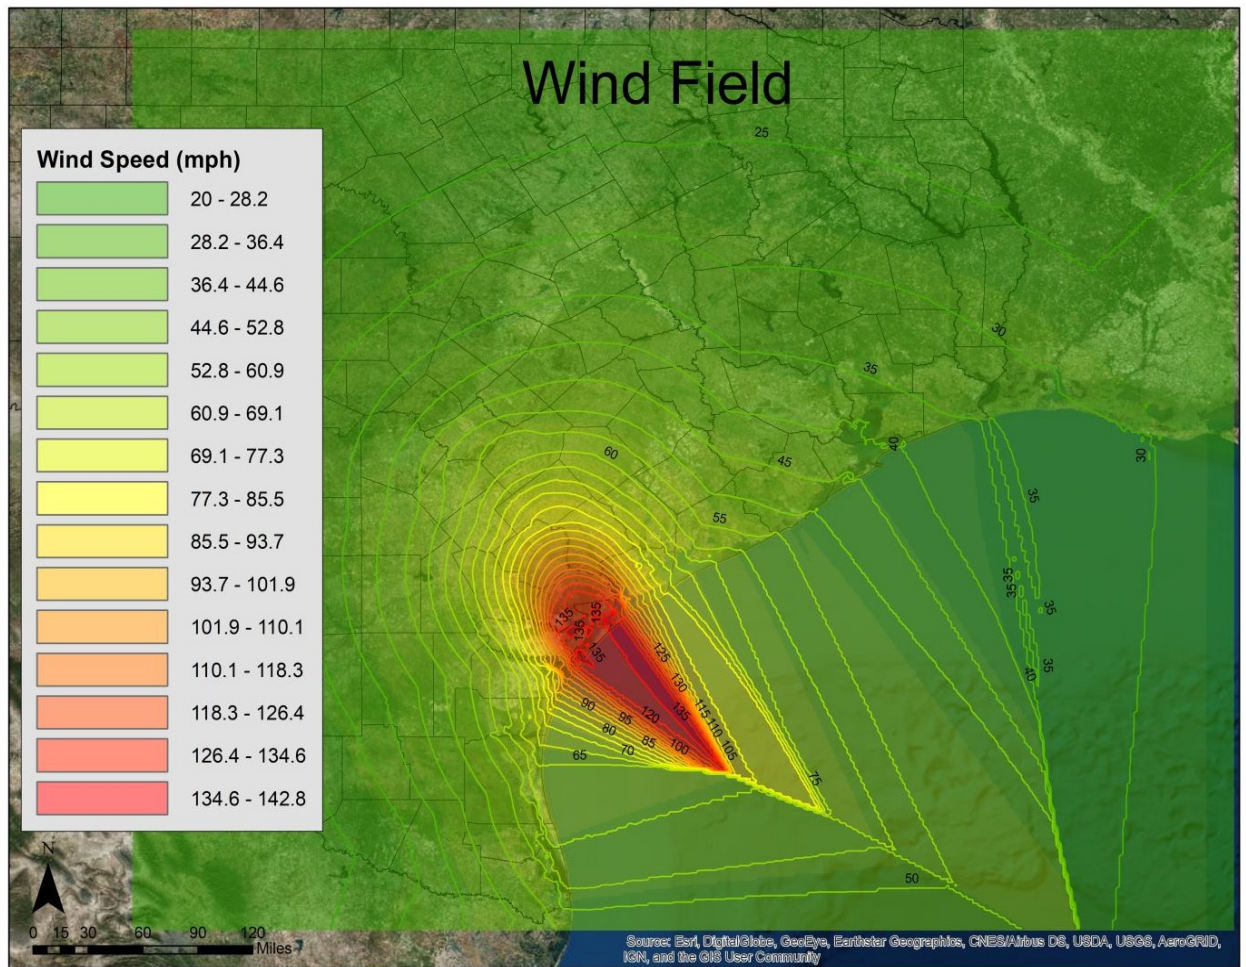 Wind Field
25
Wind Speed (mph)
20 - 28.2
28.2 - 36.4
36.4 - 44.6
44.6 - 52.8
52.8 - 60.9
60.9 - 69.1
69.1 - 77.3
77.3 - 85.5
85.5 - 93.7
93.7 - 101.9
101.9 - 110.1
110.1 - 118.3
118.3 - 126.4
126.4 - 134.6
134.6 - 142.8
30
35
40
45
60
30
35
55
35
35
35
135
135
135
135
125
35
40
130
90
95
120
135
115
110
105
80
85
100
70
65
75
50
N
0 15 30 60 90 120
Miles
Source: Esri, DigitalGlobe, GeoEye, Earthstar Geographics, CNES/Airbus DS, USDA, USGS, AeroGRID,
IGN, and the GIS User Community